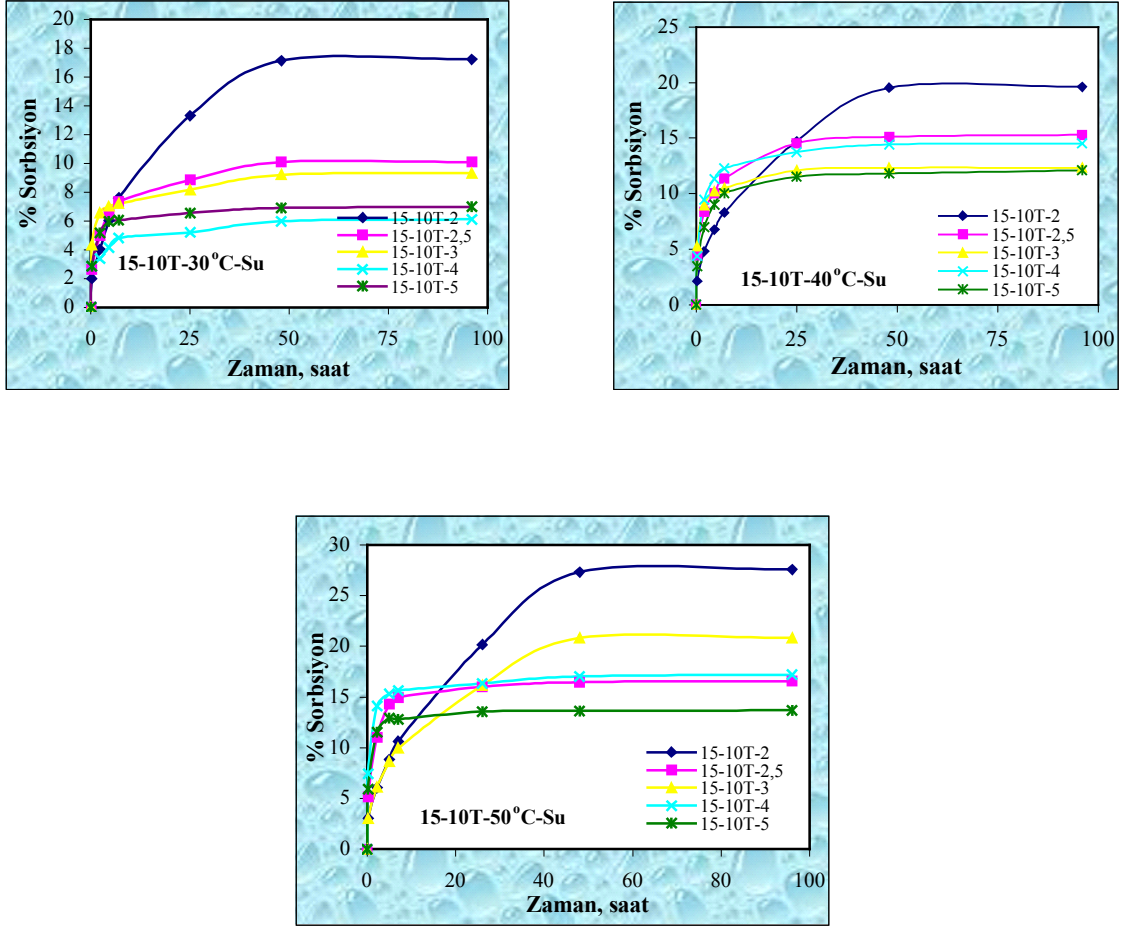 20
18
16
14
12
10
8
6
4
2
0
% Sorbsiyon
15-10T-30°C-Su
15-10T-2
15-10T-2,5
15-10T-3
15-10T-4
15-10T-5
0 25 50 75 100
Zaman, saat
25
20
15
10
5
0
% Sorbsiyon
15-10T-40°C-Su
15-10T-2
15-10T-2,5
15-10T-3
15-10T-4
15-10T-5
0 25 50 75 100
Zaman, saat
30
25
20
15
10
5
0
% Sorbsiyon
15-10T-50°C-Su
15-10T-2
15-10T-2,5
15-10T-3
15-10T-4
15-10T-5
0 20 40 60 80 100
Zaman, saat